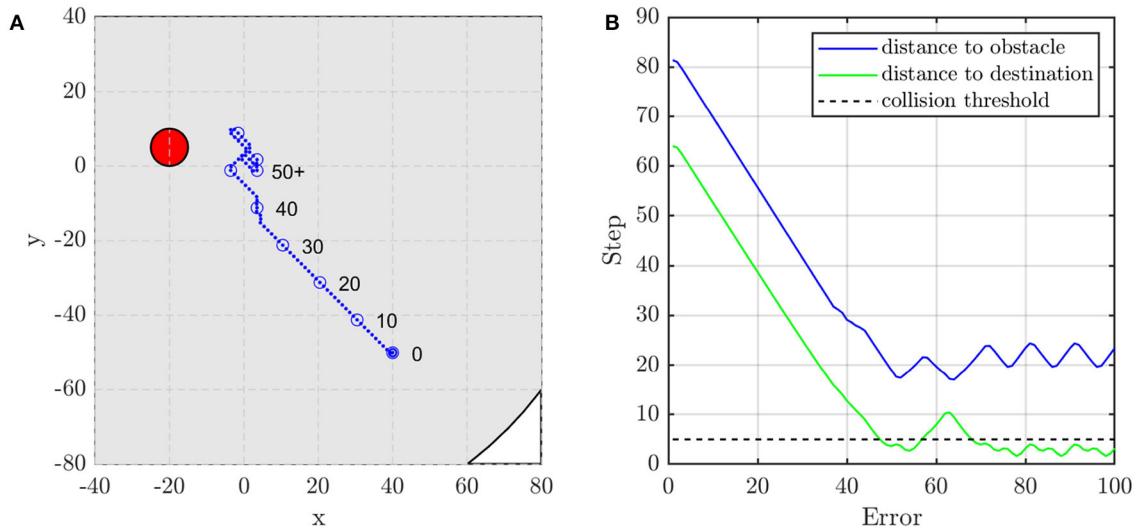 A
40
20
0
-20
-40
-60
-80
y
50+
40
30
20
10
0
-40 -20 0 20 40 60 80
x
B
90
80
70
60
50
40
30
20
10
0
Step
distance to obstacle
distance to destination
collision threshold
0 20 40 60 80 100
Error